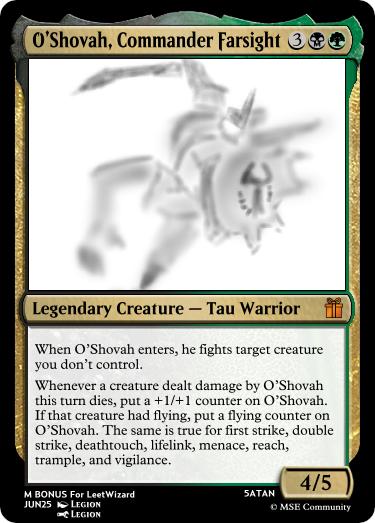 O'Shovah, Commander Farsight 3
Legendary Creature — Tau Warrior
When O'Shovah enters, he fights target creature
you don't control.
Whenever a creature dealt damage by O'Shovah
this turn dies, put a +1/+1 counter on O'Shovah.
If that creature had flying, put a flying counter on
O'Shovah. The same is true for first strike, double
strike, deathtouch, lifelink, menace, reach,
trample, and vigilance.
4/5
M BONUS For LeetWizard 5ATAN
JUN25 Legion © MSE Community
Legion